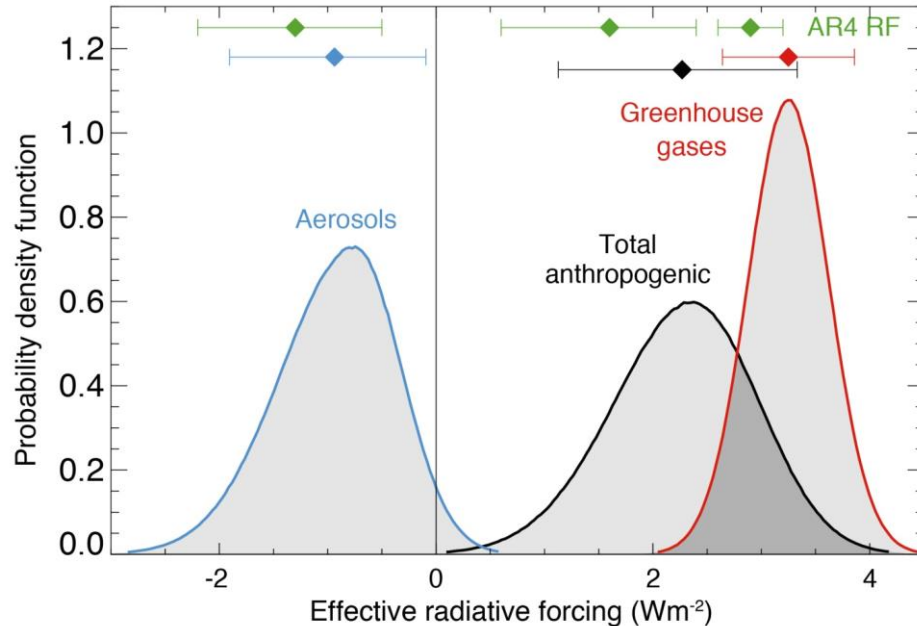 AR4 RF
1.2
Greenhouse
gases
1.0
0.8
Aerosols
Total
anthropogenic
0.6
0.4
0.2
0.0
Probability density function
-2
0
2
4
Effective radiative forcing (Wm⁻²)